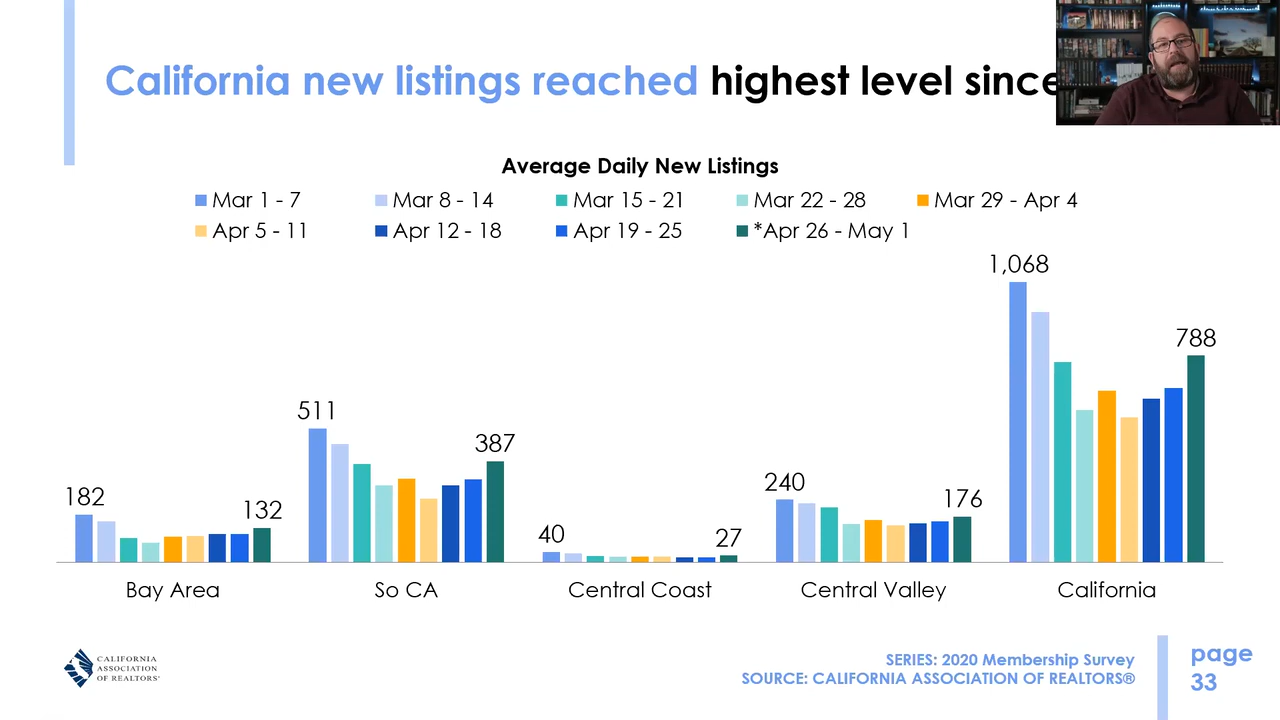 California new listings reached highest level since
Average Daily New Listings
Mar 1 - 7
Mar 8 - 14
Mar 15 - 21
Mar 22 - 28
Mar 29 - Apr 4
Apr 5 - 11
Apr 12 - 18
Apr 19 - 25
*Apr 26 - May 1
182
132
511
387
40
27
240
176
1,068
788
Bay Area
So CA
Central Coast
Central Valley
California
CALIFORNIA
ASSOCIATION
OF REALTORS®
SERIES: 2020 Membership Survey
SOURCE: CALIFORNIA ASSOCIATION OF REALTORS®
page
33